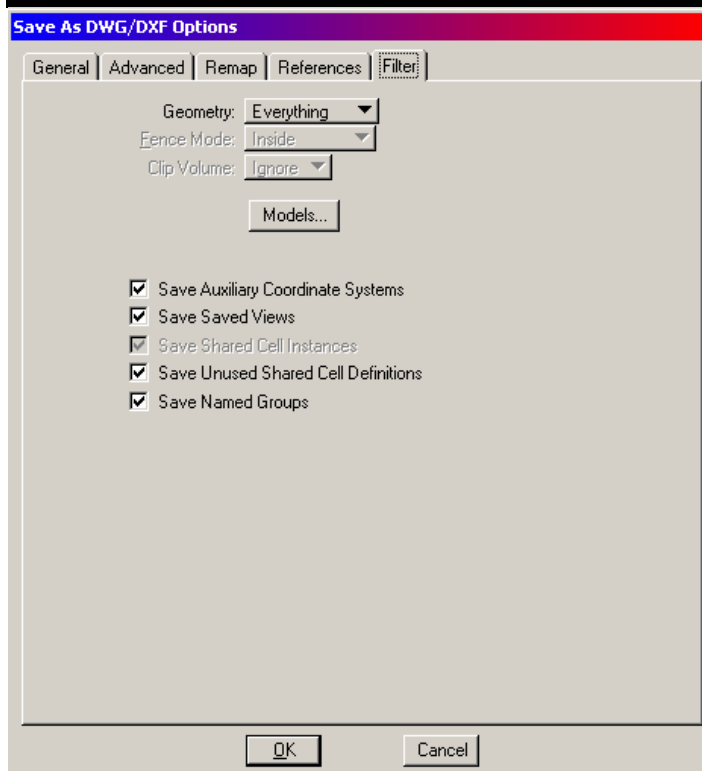 Save As DWG/DXF Options
General Advanced Remap References Filter
Geometry: Everything
Fence Mode: Inside
Clip Volume: Ignore
Models...
Save Auxiliary Coordinate Systems
Save Saved Views
Save Shared Cell Instances
Save Unused Shared Cell Definitions
Save Named Groups
OK Cancel